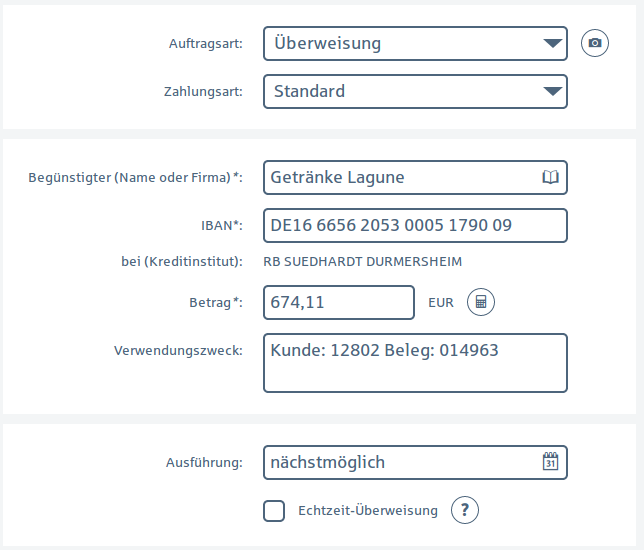 Auftragsart: Überweisung
Zahlungsart: Standard
Begünstigter (Name oder Firma)*: Getränke Lagune
IBAN*: DE16 6656 2053 0005 1790 09
bei (Kreditinstitut): RB SUEDHARDT DURMERSHEIM
Betrag*: 674,11 EUR
Verwendungszweck: Kunde: 12802 Beleg: 014963
Ausführung: nächstmöglich 31
Echtzeit-Überweisung ?